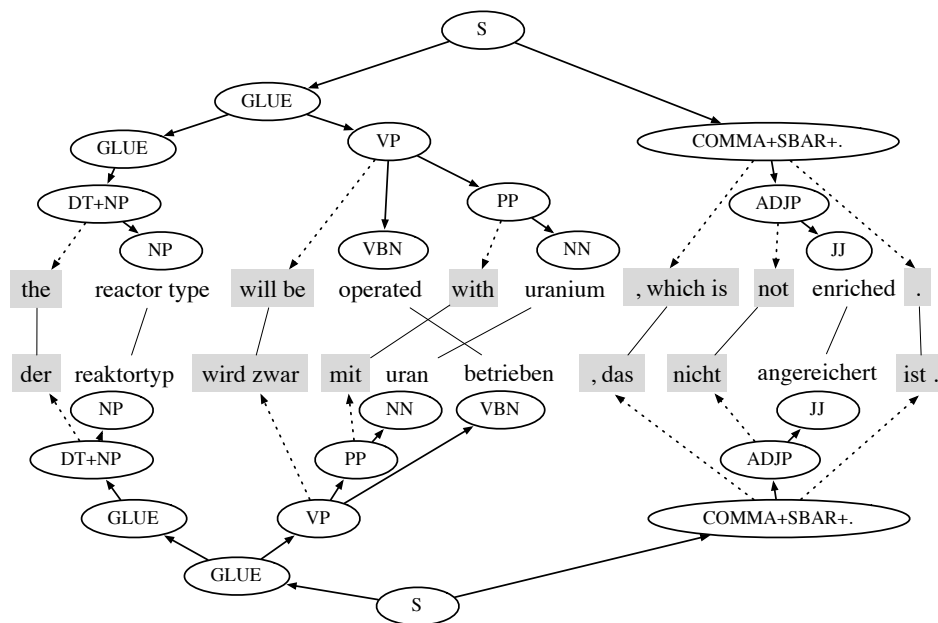 S
GLUE
GLUE VP COMMA+SBAR+.
DT+NP PP ADJP
NP VBN NN JJ
the reactor type will be operated with uranium , which is not enriched .
der reaktortyp wird zwar mit uran betrieben , das nicht angereichert ist .
NP NN VBN JJ
DT+NP PP ADJP
GLUE VP COMMA+SBAR+.
GLUE
S